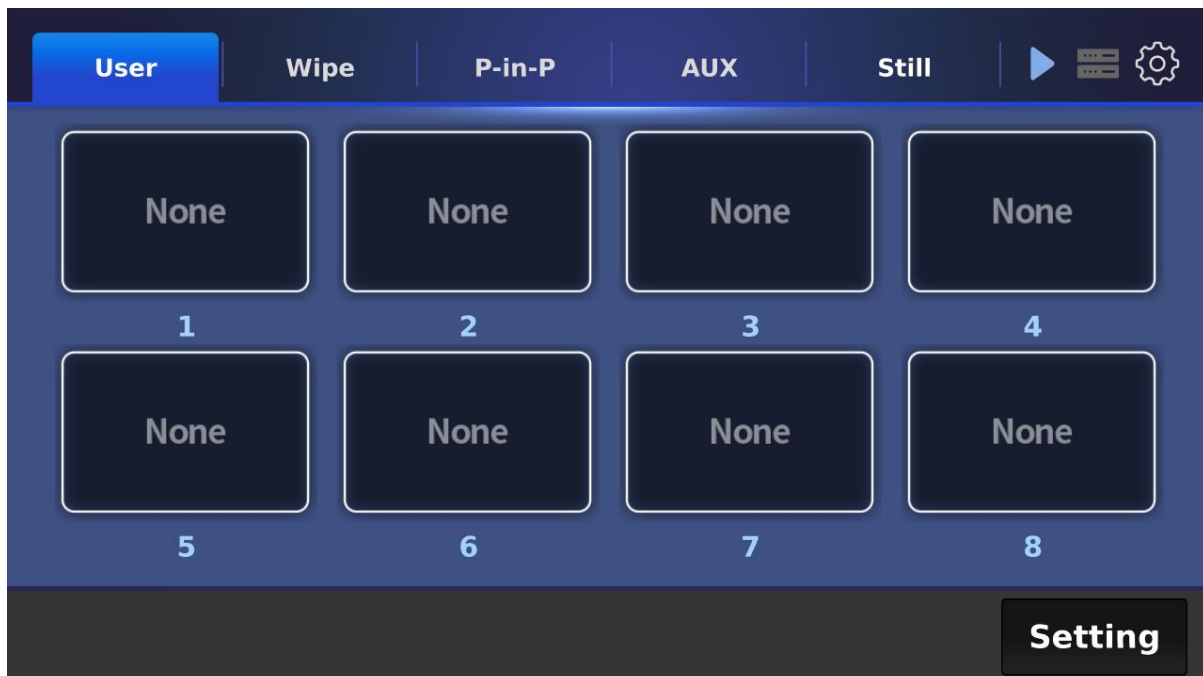 User Wipe P-in-P AUX Still
None None None None
1 2 3 4
None None None None
5 6 7 8
Setting